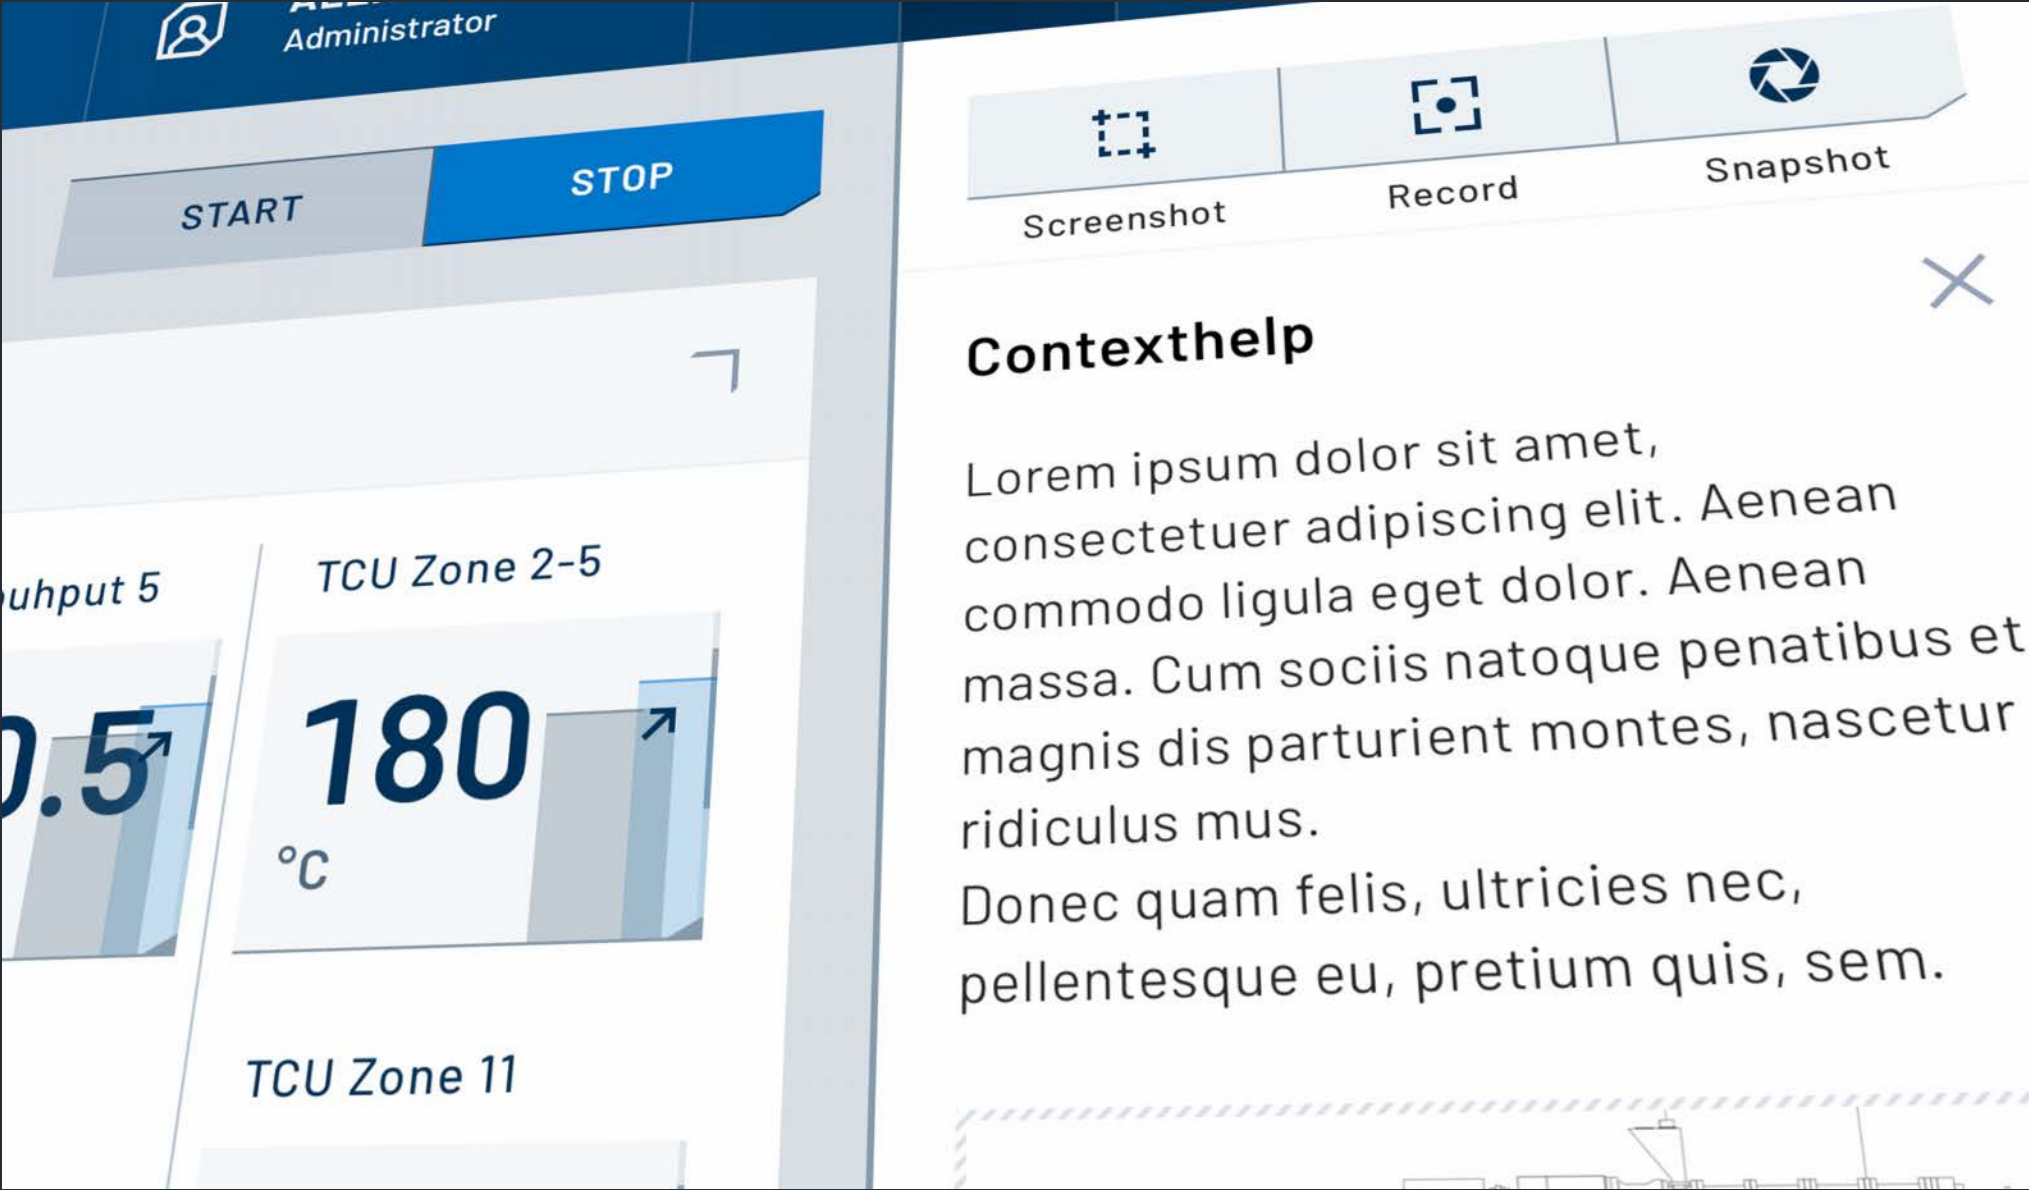 Administrator
START
STOP
Screenshot
Record
Snapshot
Contexthelp
Lorem ipsum dolor sit amet,
consectetuer adipiscing elit. Aenean
commodo ligula eget dolor. Aenean
massa. Cum sociis natoque penatibus et
magnis dis parturient montes, nascetur
ridiculus mus.
Donec quam felis, ultricies nec,
pellentesque eu, pretium quis, sem.
uhput 5
0.5
TCU Zone 2-5
180
°C
TCU Zone 11